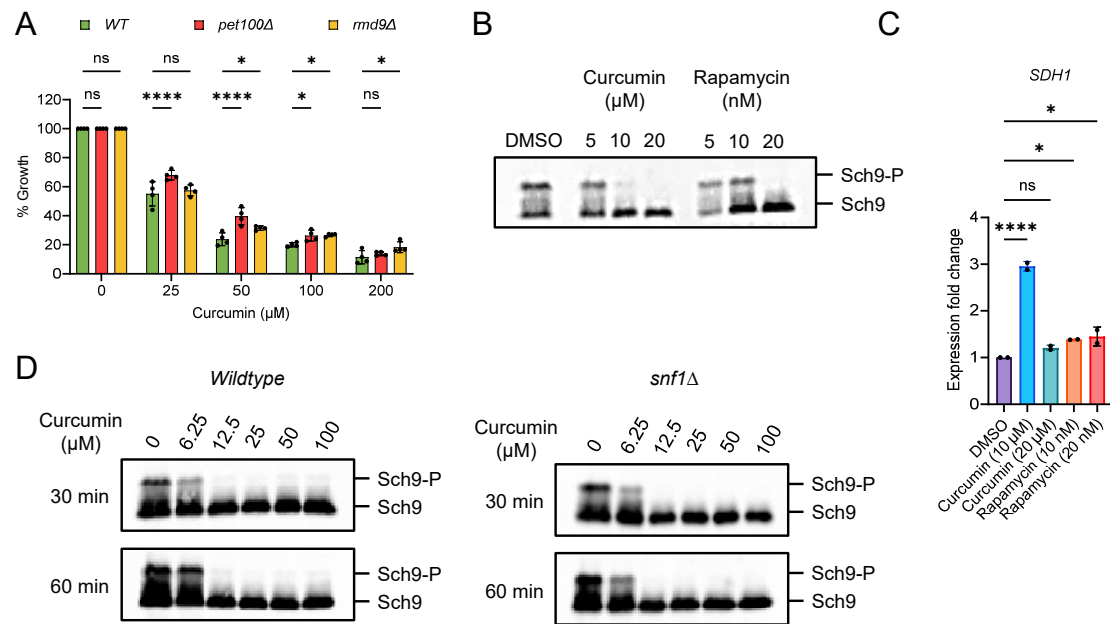 A
WT
pet100Δ
rmd9Δ
ns
ns
*
*
*
ns
****
****
*
ns
120
100
80
60
40
20
0
% Growth
0
25
50
100
200
Curcumin (µM)
B
Curcumin
(µM)
Rapamycin
(nM)
DMSO
5
10
20
5
10
20
Sch9-P
Sch9
C
SDH1
*
*
ns
****
4
3
2
1
0
Expression fold change
DMSO
Curcumin (10 µM)
Curcumin (20 µM)
Rapamycin (10 nM)
Rapamycin (20 nM)
D
Wildtype
Curcumin
(µM)
0
6.25
12.5
25
50
100
30 min
Sch9-P
Sch9
60 min
Sch9-P
Sch9
snf1Δ
Curcumin
(µM)
0
6.25
12.5
25
50
100
30 min
Sch9-P
Sch9
60 min
Sch9-P
Sch9